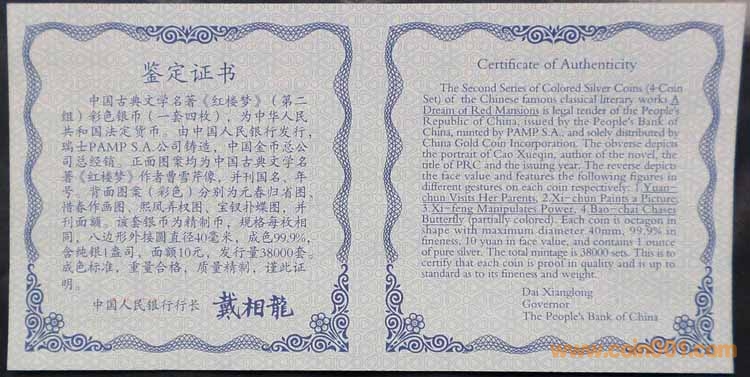 鉴定证书
中国古典文学名著《红楼梦》（第二
组）彩色银币（一套四枚），为中华人民
共和国法定货币。由中国人民银行发行，
瑞士PAMP S.A.公司铸造，中国金币总公
司总经销。正面图案均为中国古典文学名
著《红楼梦》作者曹雪芹像，并刊国名、年
号。背面图案（彩色）分别为元春归省图、
惜春作画图、熙凤弄权图、宝钗扑蝶图，并
刊面额。该套银币为精制币，规格每枚相
同，八边形外接圆直径40毫米，成色99.9%，
含纯银1盎司，面额10元，发行量38000套。
成色标准，重量合格，质量精制，谨此证
明。
中国人民银行行长 戴相龍
Certificate of Authenticity
The Second Series of Colored Silver Coins (4-Coin
Set) of the Chinese famous classical literary works A
Dream of Red Mansions is legal tender of the People's
Republic of China, issued by the People's Bank of
China, minted by PAMP S.A., and solely distributed by
China Gold Coin Incorporation. The obverse depicts
the portrait of Cao Xueqin, author of the novel, the
title of PRC and the issuing year. The reverse depicts
the face value and features the following figures in
different gestures on each coin respectively: 1.Yuan-
chun Visits Her Parents, 2.Xi-chun Paints a Picture,
3.Xi-feng Manipulates Power, 4.Bao-chai Chases
Butterfly (partially colored). Each coin is octagon in
shape with maximum diameter 40mm, 99.9% in
fineness, 10 yuan in face value, and contains 1 ounce
of pure silver. The total mintage is 38000 sets. This is to
certify that each coin is proof in quality and is up to
standard as to its fineness and weight.
Dai Xianglong
Governor
The People's Bank of China